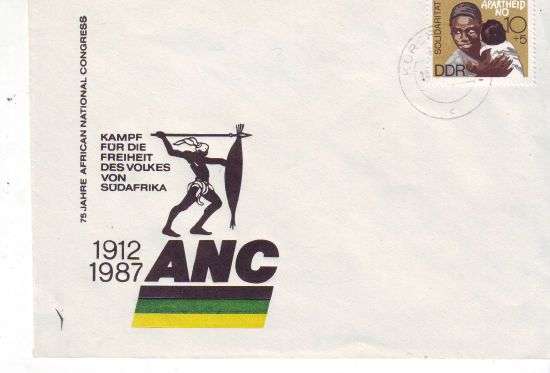 75 JAHRE AFRICAN NATIONAL CONGRESS
KAMPF
FÜR DIE
FREIHEIT
DES VOLKES
VON
SÜDAFRIKA
1912
1987
ANC
SOLIDARITÄT
APARTHEID
NO
10
+5
DDR